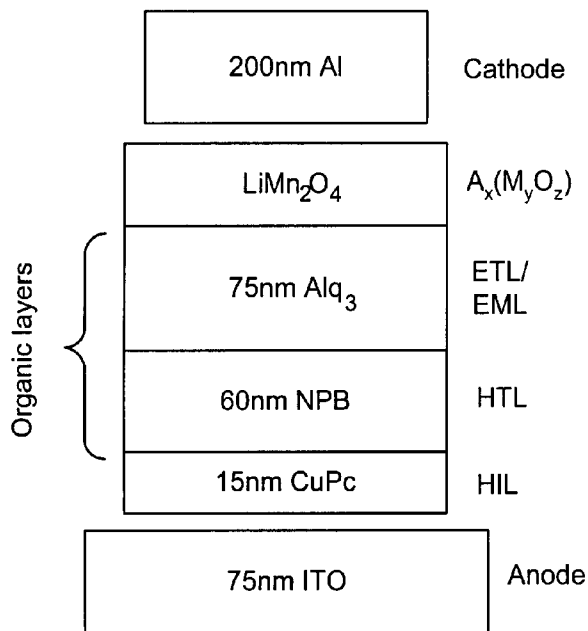 200nm Al
Cathode
LiMn₂O₄
Aₓ(MᵧO_z)
75nm Alq₃
ETL/
EML
Organic layers
60nm NPB
HTL
15nm CuPc
HIL
75nm ITO
Anode